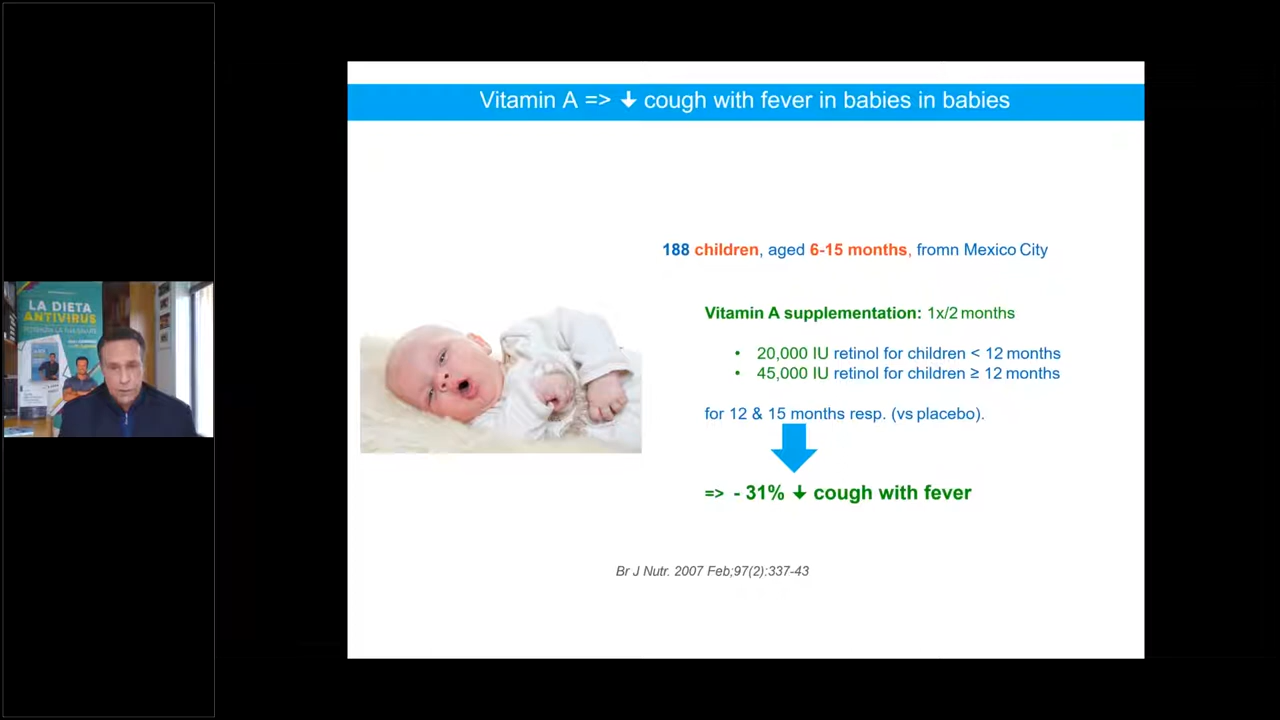 Vitamin A => ↓ cough with fever in babies in babies
188 children, aged 6-15 months, fromn Mexico City
Vitamin A supplementation: 1x/2 months
• 20,000 IU retinol for children < 12 months
• 45,000 IU retinol for children ≥ 12 months
for 12 & 15 months resp. (vs placebo).
=> - 31% ↓ cough with fever
Br J Nutr. 2007 Feb;97(2):337-43
LA DIETA
ANTIVIRUS